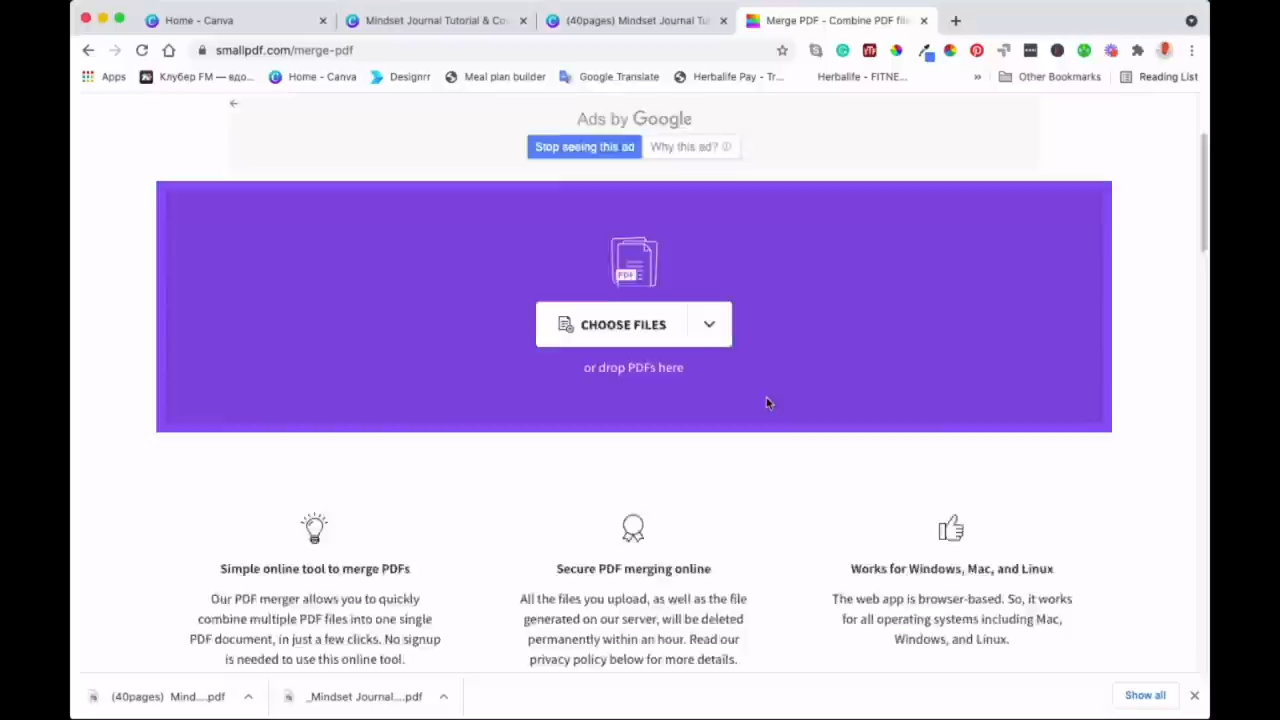 Home - Canva
Mindset Journal Tutorial & Co
(40pages) Mindset Journal Tu
Merge PDF - Combine PDF file
smallpdf.com/merge-pdf
Apps
Клубер FM — вдо...
Home - Canva
Designrr
Meal plan builder
Google Translate
Herbalife Pay - Tr...
Herbalife - FITNE...
»
Other Bookmarks
Reading List
Ads by Google
Stop seeing this ad
Why this ad?
PDF
CHOOSE FILES
or drop PDFs here
Simple online tool to merge PDFs
Our PDF merger allows you to quickly
combine multiple PDF files into one single
PDF document, in just a few clicks. No signup
is needed to use this online tool.
Secure PDF merging online
All the files you upload, as well as the file
generated on our server, will be deleted
permanently within an hour. Read our
privacy policy below for more details.
Works for Windows, Mac, and Linux
The web app is browser-based. So, it works
for all operating systems including Mac,
Windows, and Linux.
(40pages) Mind....pdf
_Mindset Journal....pdf
Show all